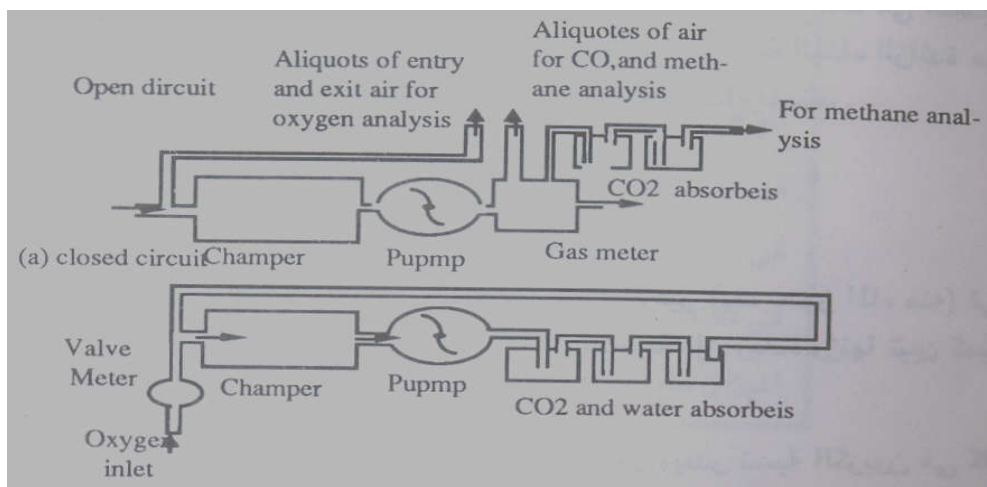 Open dircuit
Aliquots of entry
and exit air for
oxygen analysis
Aliquotes of air
for CO,and meth-
ane analysis
For methane anal-
ysis
CO2 absorbeis
(a) closed circuit
Champer
Pupmp
Gas meter
Valve
Meter
Champer
Pupmp
CO2 and water absorbeis
Oxygen
inlet